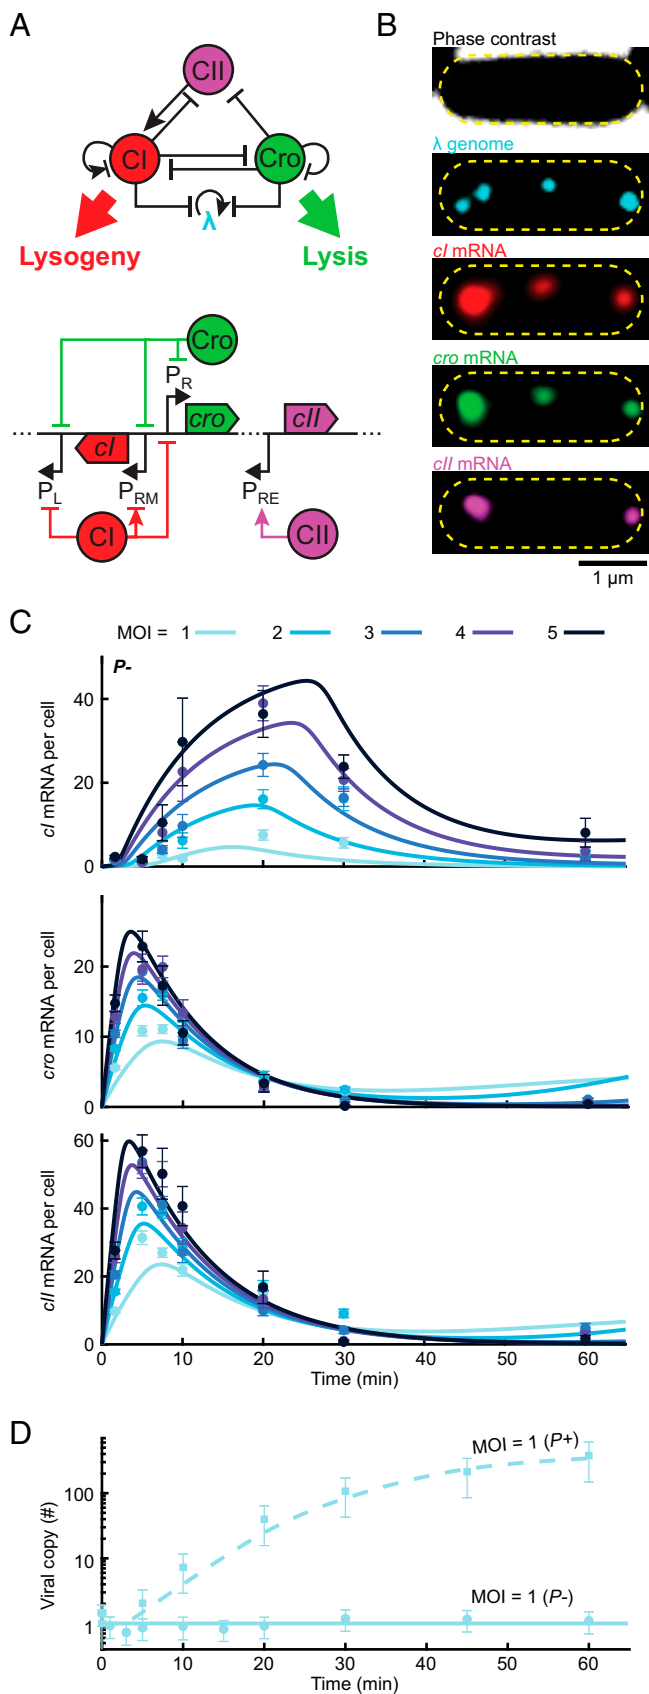 A
CII
CI
Cro
λ
Lysogeny
Lysis
Cro
P_R
cro
cII
cI
P_L
P_RM
P_RE
CI
CII
B
Phase contrast
λ genome
cI mRNA
cro mRNA
cII mRNA
1 µm
C
MOI = 1 2 3 4 5
P-
cI mRNA per cell
40
20
0
cro mRNA per cell
20
10
0
cII mRNA per cell
60
40
20
0
0 10 20 30 40 50 60
Time (min)
D
Viral copy (#)
100
10
1
MOI = 1 (P+)
MOI = 1 (P-)
0 10 20 30 40 50 60
Time (min)